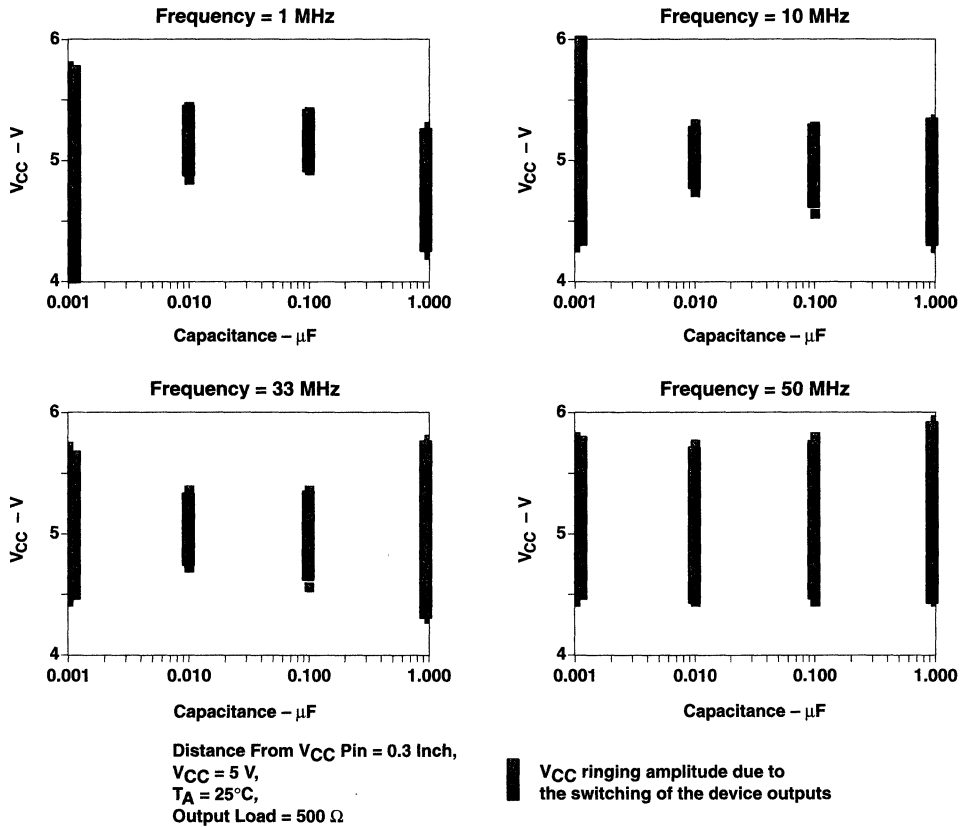 Frequency = 1 MHz
6
5
4
VCC – V
0.001 0.010 0.100 1.000
Capacitance – μF
Frequency = 10 MHz
6
5
4
VCC – V
0.001 0.010 0.100 1.000
Capacitance – μF
Frequency = 33 MHz
6
5
4
VCC – V
0.001 0.010 0.100 1.000
Capacitance – μF
Frequency = 50 MHz
6
5
4
VCC – V
0.001 0.010 0.100 1.000
Capacitance – μF
Distance From VCC Pin = 0.3 Inch,
VCC = 5 V,
TA = 25°C,
Output Load = 500 Ω
VCC ringing amplitude due to
the switching of the device outputs